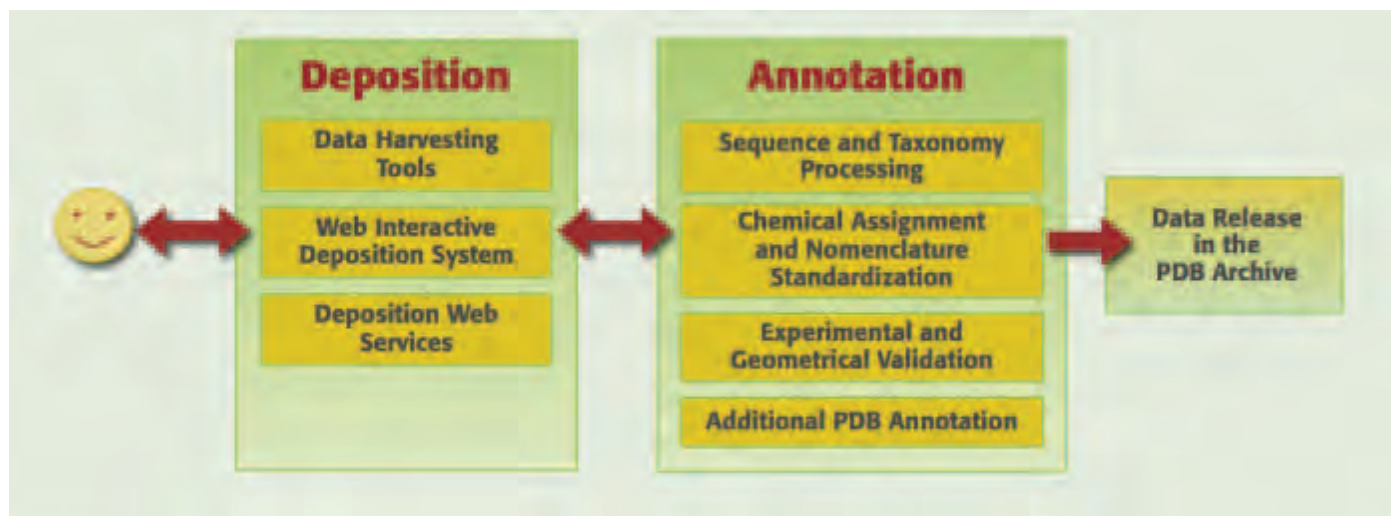 Deposition
Data Harvesting
Tools
Web Interactive
Deposition System
Deposition Web
Services
Annotation
Sequence and Taxonomy
Processing
Chemical Assignment
and Nomenclature
Standardization
Experimental and
Geometrical Validation
Additional PDB Annotation
Data Release
in the
PDB Archive